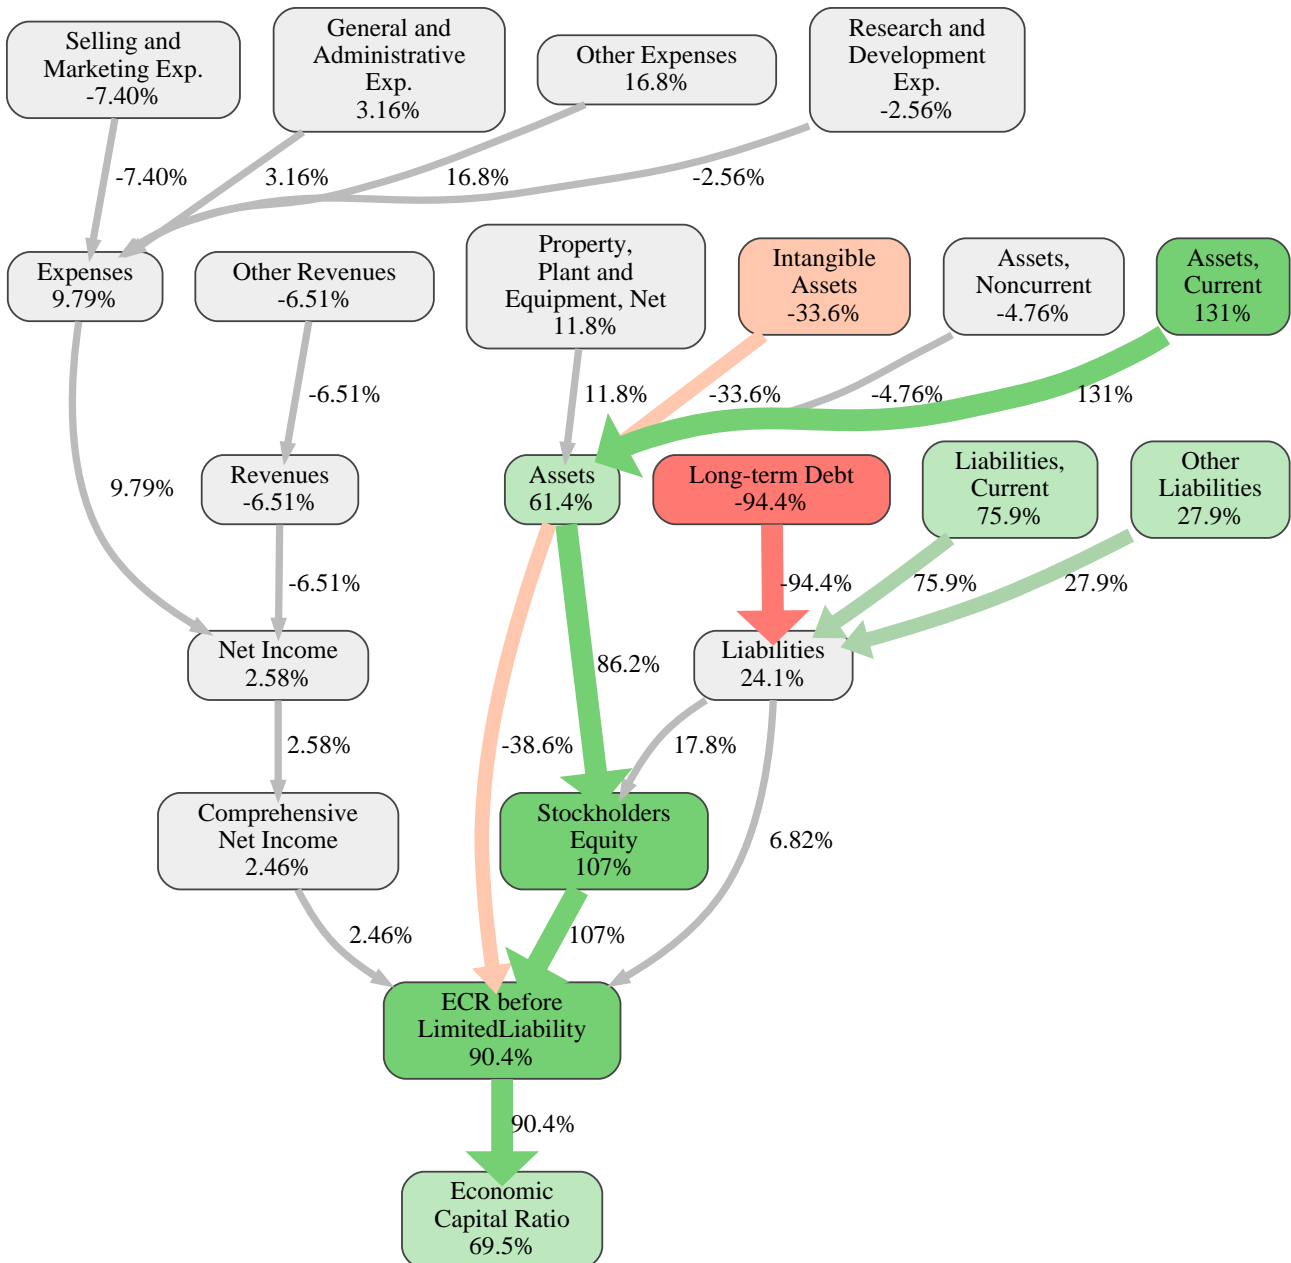 Selling and
Marketing Exp.
-7.40%
General and
Administrative
Exp.
3.16%
Other Expenses
16.8%
Research and
Development
Exp.
-2.56%
-7.40%
3.16%
16.8%
-2.56%
Expenses
9.79%
Other Revenues
-6.51%
Property,
Plant and
Equipment, Net
11.8%
Intangible
Assets
-33.6%
Assets,
Noncurrent
-4.76%
Assets,
Current
131%
-6.51%
11.8%
-33.6%
-4.76%
131%
Revenues
-6.51%
Assets
61.4%
Long-term Debt
-94.4%
Liabilities,
Current
75.9%
Other
Liabilities
27.9%
9.79%
-6.51%
-94.4%
75.9%
27.9%
Net Income
2.58%
86.2%
Liabilities
24.1%
2.58%
-38.6%
17.8%
Comprehensive
Net Income
2.46%
Stockholders
Equity
107%
6.82%
2.46%
107%
ECR before
LimitedLiability
90.4%
90.4%
Economic
Capital Ratio
69.5%